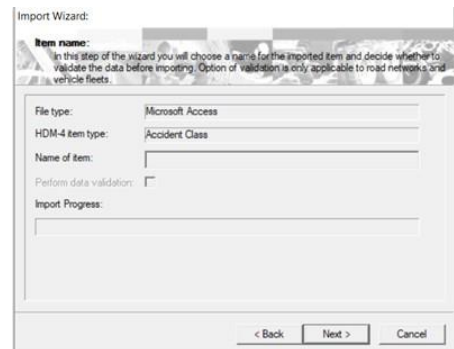 Import Wizard:
Item name:
In this step of the wizard you will choose a name for the imported item and decide whether to
validate the data before importing. Option of validation is only applicable to road networks and
vehicle fleets.
File type: Microsoft Access
HDM-4 item type: Accident Class
Name of item:
Perform data validation:
Import Progress:
< Back Next > Cancel